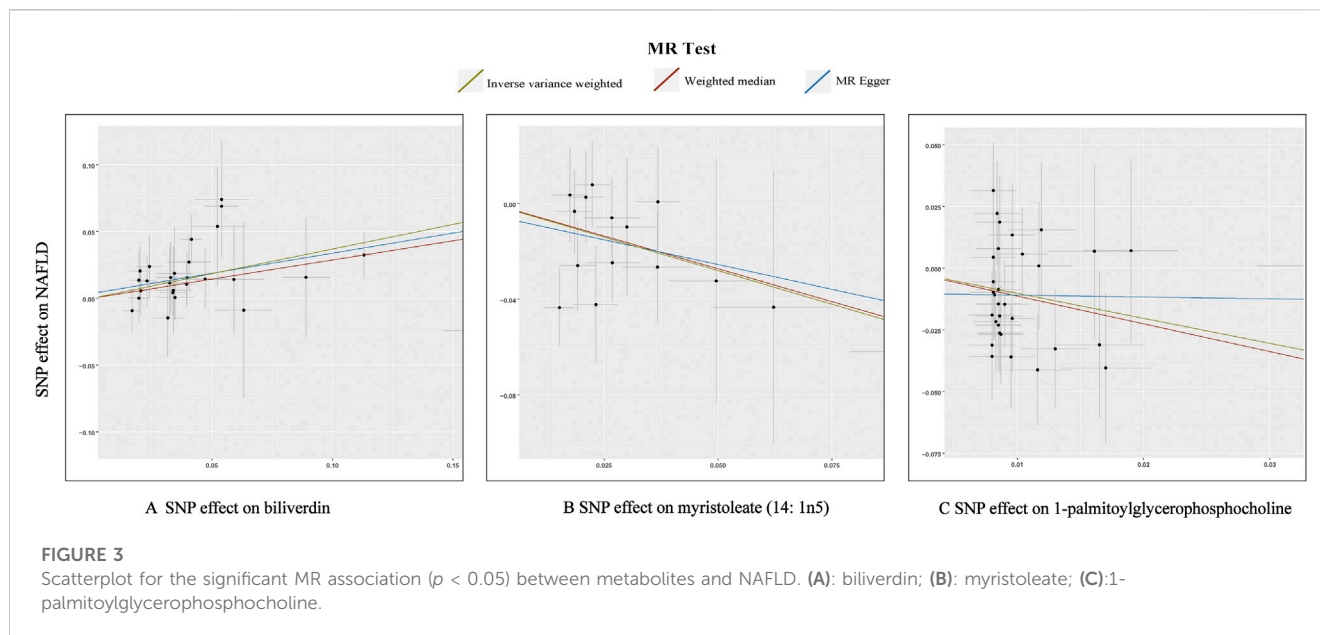 MR Test
Inverse variance weighted Weighted median MR Egger
SNP effect on NAFLD
0.10
0.05
0.00
−0.05
−0.10
0.05 0.10 0.15
0.00
−0.04
−0.08
0.025 0.050 0.075
0.050
0.025
0.000
−0.025
−0.050
−0.075
0.01 0.02 0.03
A SNP effect on biliverdin
B SNP effect on myristoleate (14: 1n5)
C SNP effect on 1-palmitoylglycerophosphocholine
FIGURE 3
Scatterplot for the significant MR association (p < 0.05) between metabolites and NAFLD. (A): biliverdin; (B): myristoleate; (C):1-
palmitoylglycerophosphocholine.